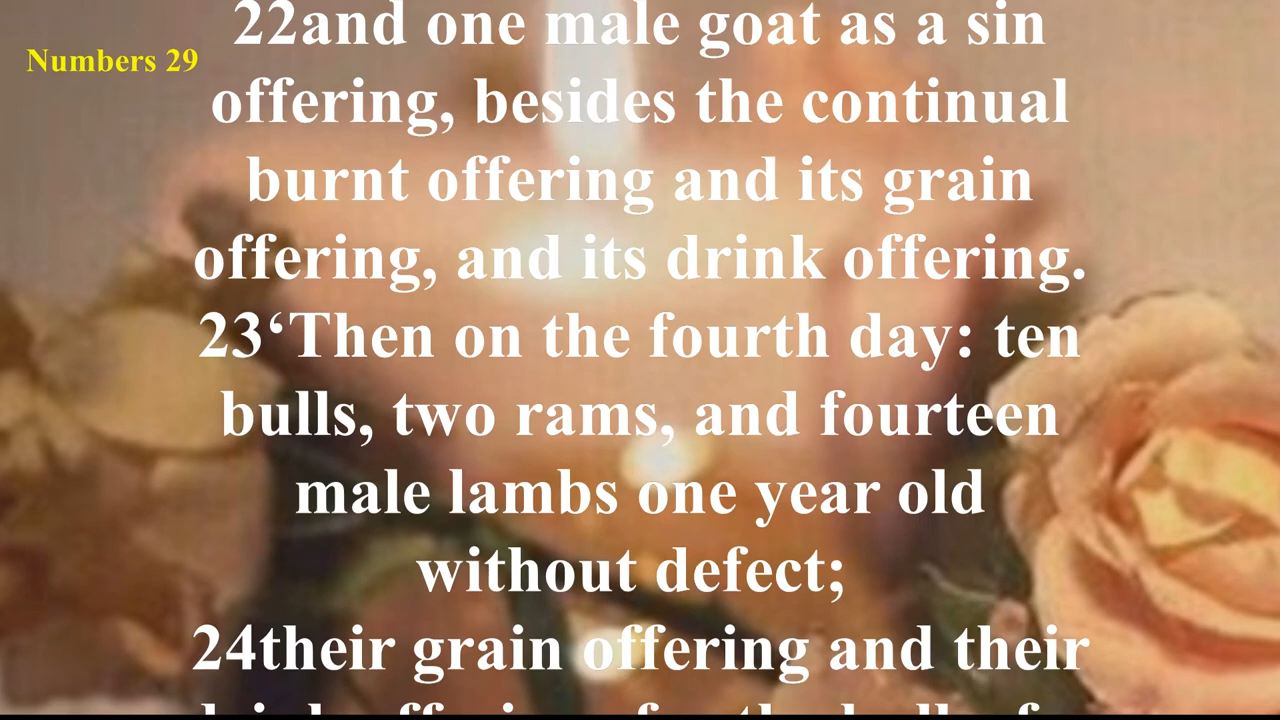 Numbers 29
22and one male goat as a sin
offering, besides the continual
burnt offering and its grain
offering, and its drink offering.
23‘Then on the fourth day: ten
bulls, two rams, and fourteen
male lambs one year old
without defect;
24their grain offering and their